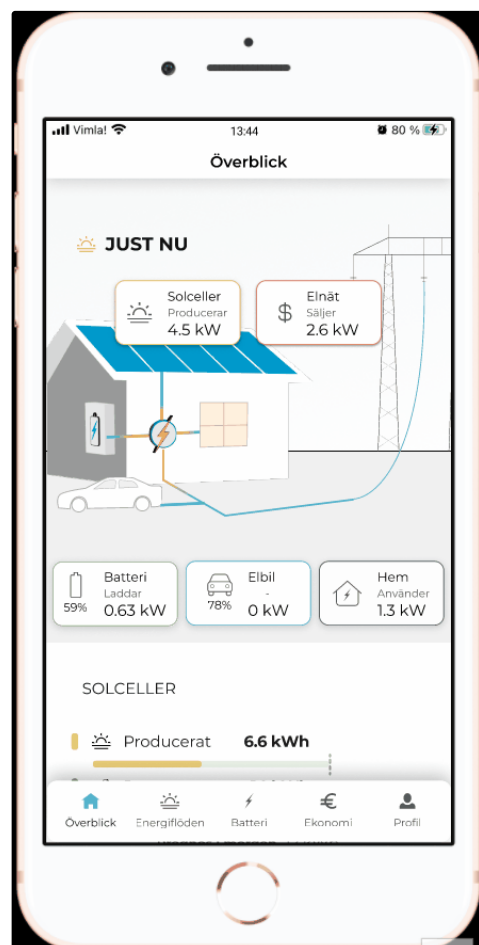 Vimla!
13:44
80 %
Överblick
JUST NU
Solceller
Producerar
4.5 kW
$
Elnät
Säljer
2.6 kW
Batteri
Laddar
59%
0.63 kW
Elbil
-
78%
0 kW
Hem
Använder
1.3 kW
SOLCELLER
Producerat 6.6 kWh
Överblick
Energiflöden
Batteri
€
Ekonomi
Profil